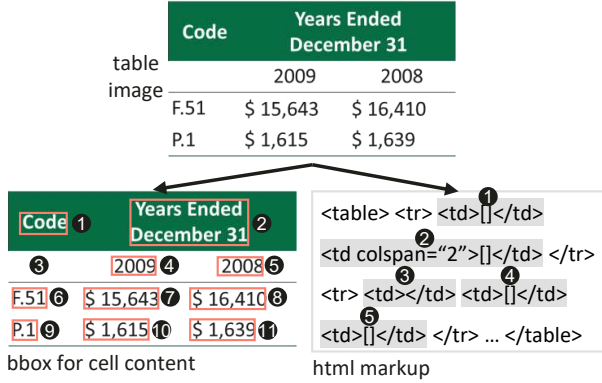 Code Years Ended
December 31
table
image
2009 2008
F.51 $ 15,643 $ 16,410
P.1 $ 1,615 $ 1,639
Code 1 Years Ended
December 31 2
3 2009 4 2008 5
F.51 6 $ 15,643 7 $ 16,410 8
P.1 9 $ 1,615 10 $ 1,639 11
bbox for cell content
1
<table> <tr> <td>[]</td>
2
<td colspan=“2”>[]</td> </tr>
3 4
<tr> <td></td> <td>[]</td>
5
<td>[]</td> </tr> ... </table>
html markup